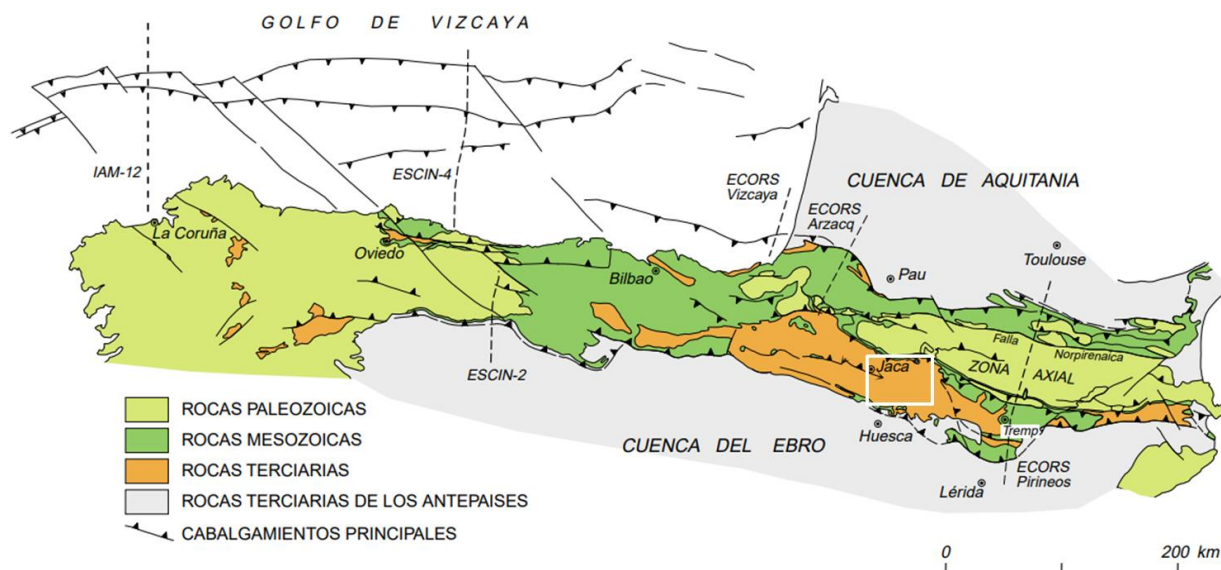 GOLFO DE VIZCAYA
IAM-12
ESCIN-4
ECORS
Vizcaya
CUENCA DE AQUITANIA
ECORS
Arzacq
La Coruña
Oviedo
Bilbao
Pau
Toulouse
Falla
Norpirenaica
ZONA
AXIAL
Jaca
ESCIN-2
Huesca
Tremp
CUENCA DEL EBRO
ECORS
Pirineos
Lérida
ROCAS PALEOZOICAS
ROCAS MESOZOICAS
ROCAS TERCIARIAS
ROCAS TERCIARIAS DE LOS ANTEPAISES
CABALGAMIENTOS PRINCIPALES
0 200 km